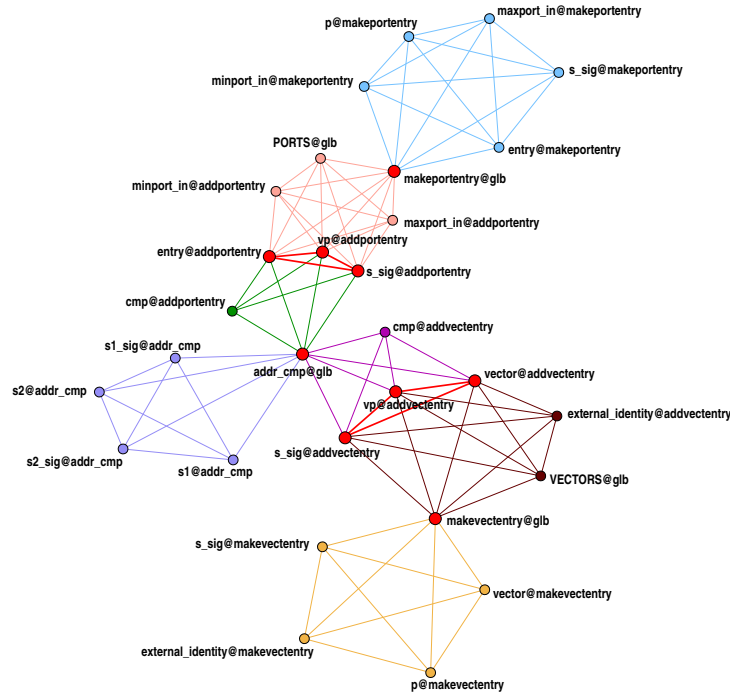 maxport_in@makeportentry
p@makeportentry
s_sig@makeportentry
minport_in@makeportentry
PORTS@glb
entry@makeportentry
makeportentry@glb
minport_in@addportentry
maxport_in@addportentry
vp@addportentry
entry@addportentry
s_sig@addportentry
cmp@addportentry
cmp@addvectentry
s1_sig@addr_cmp
addr_cmp@glb
vector@addvectentry
s2@addr_cmp
vp@addvectentry
external_identity@addvectentry
s_sig@addvectentry
s2_sig@addr_cmp
s1@addr_cmp
VECTORS@glb
makevectentry@glb
s_sig@makevectentry
vector@makevectentry
external_identity@makevectentry
p@makevectentry